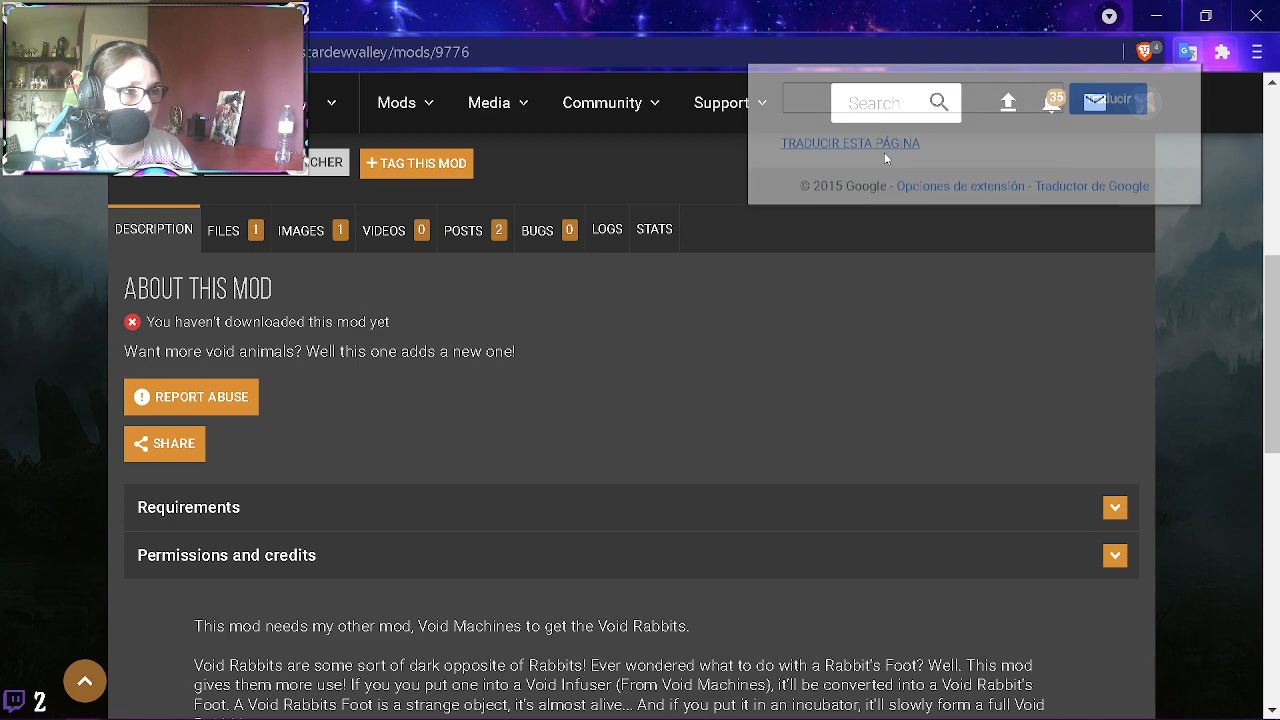 tardewvalley/mods/9776
4
Mods
Media
Community
Support
Search
35
Traducir
TRADUCIR ESTA PÁGINA
© 2015 Google - Opciones de extensión - Traductor de Google
CHER
+ TAG THIS MOD
DESCRIPTION
FILES 1
IMAGES 1
VIDEOS 0
POSTS 2
BUGS 0
LOGS
STATS
ABOUT THIS MOD
You haven't downloaded this mod yet
Want more void animals? Well this one adds a new one!
REPORT ABUSE
SHARE
Requirements
Permissions and credits
This mod needs my other mod, Void Machines to get the Void Rabbits.
Void Rabbits are some sort of dark opposite of Rabbits! Ever wondered what to do with a Rabbit's Foot? Well. This mod
gives them more use! If you you put one into a Void Infuser (From Void Machines), it'll be converted into a Void Rabbit's
Foot. A Void Rabbits Foot is a strange object, it's almost alive... And if you put it in an incubator, it'll slowly form a full Void
2